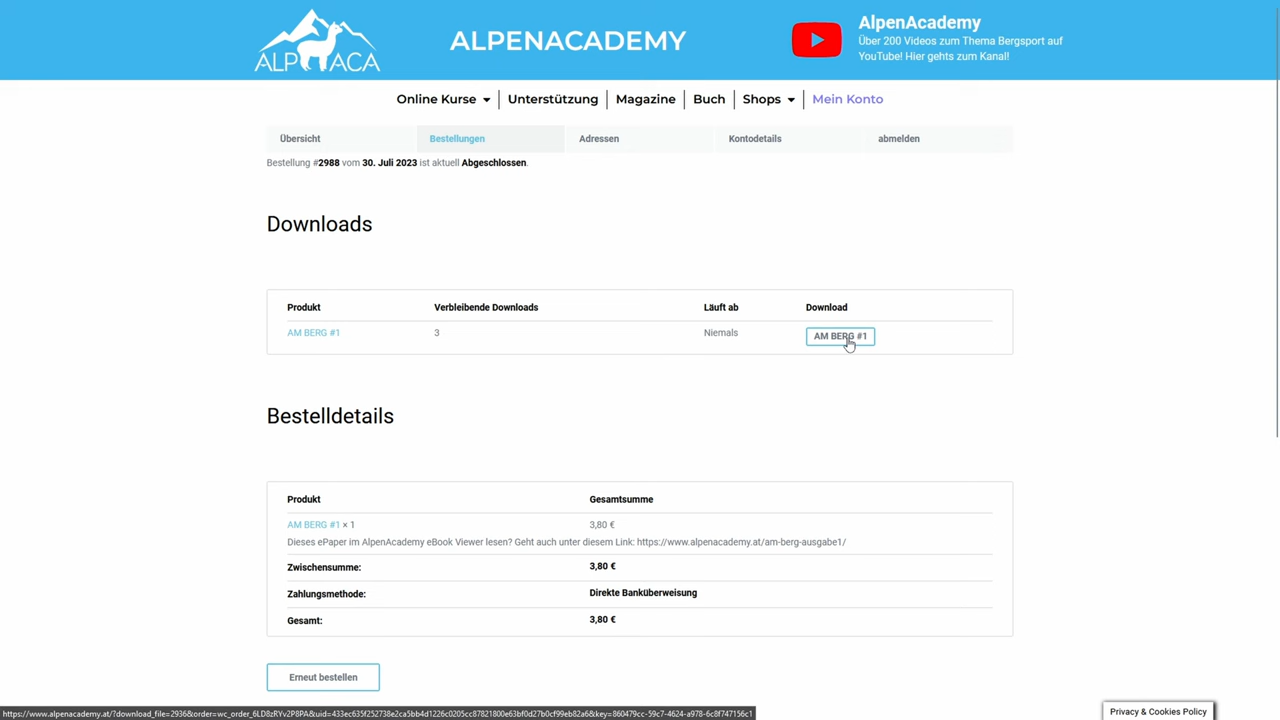 ALPACA
ALPENACADEMY
AlpenAcademy
Über 200 Videos zum Thema Bergsport auf
YouTube! Hier gehts zum Kanal!
Online Kurse
Unterstützung
Magazine
Buch
Shops
Mein Konto
Übersicht
Bestellungen
Adressen
Kontodetails
abmelden
Bestellung #2988 vom 30. Juli 2023 ist aktuell Abgeschlossen.
Downloads
Produkt Verbleibende Downloads Läuft ab Download
AM BERG #1 3 Niemals AM BERG #1
Bestelldetails
Produkt Gesamtsumme
AM BERG #1 × 1 3,80 €
Dieses ePaper im AlpenAcademy eBook Viewer lesen? Geht auch unter diesem Link: https://www.alpenacademy.at/am-berg-ausgabe1/
Zwischensumme: 3,80 €
Zahlungsmethode: Direkte Banküberweisung
Gesamt: 3,80 €
Erneut bestellen
Privacy & Cookies Policy